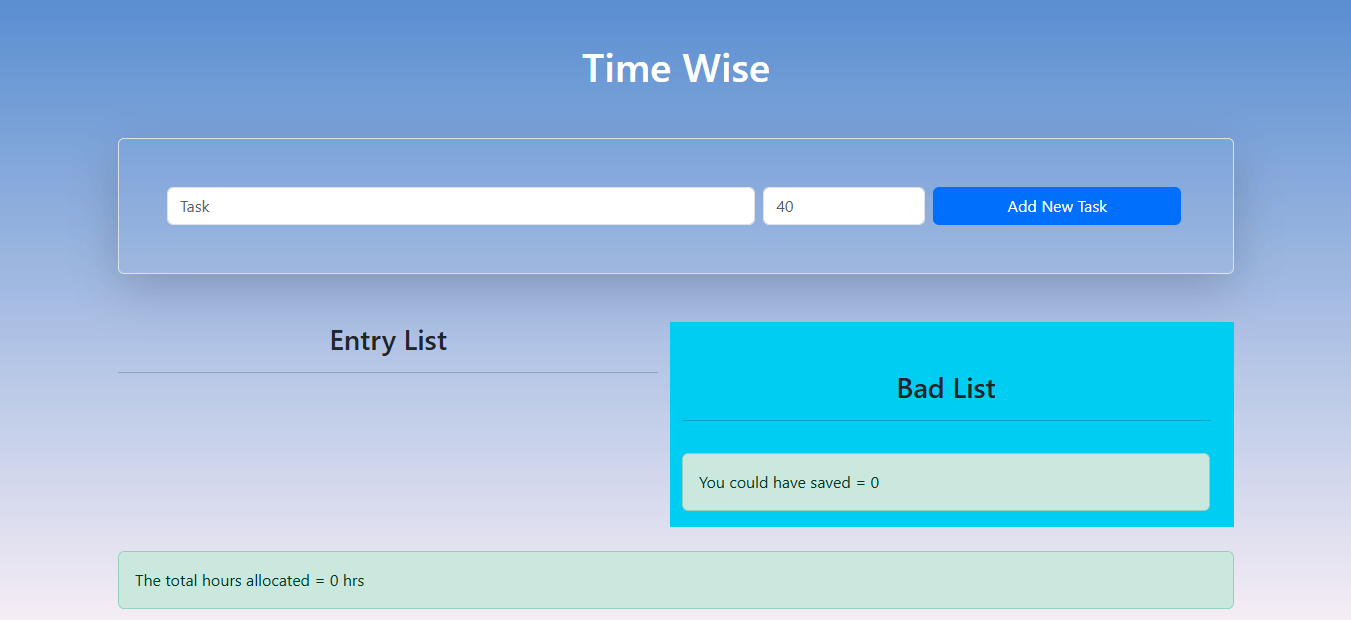 Time Wise
Task
40
Add New Task
Entry List
Bad List
You could have saved = 0
The total hours allocated = 0 hrs